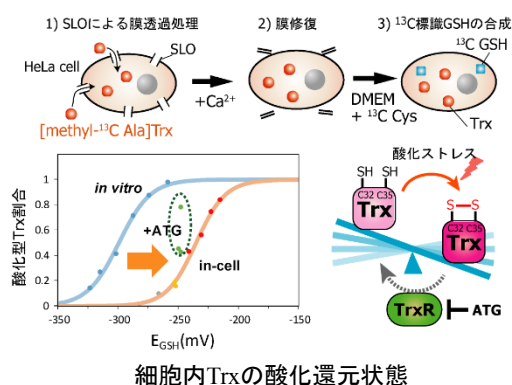 1) SLOによる膜透過処理
2) 膜修復
3) ¹³C標識GSHの合成
SLO
HeLa cell
¹³C GSH
+Ca²⁺
DMEM
+ ¹³C Cys
Trx
[methyl-¹³C Ala]Trx
酸化型Trx割合
1
0.8
0.6
0.4
0.2
0
in vitro
+ATG
in-cell
-350
-300
-250
-200
-150
E_GSH(mV)
酸化ストレス
SH SH
C32 C35
Trx
S-S
C32 C35
Trx
TrxR
ATG
細胞内Trxの酸化還元状態